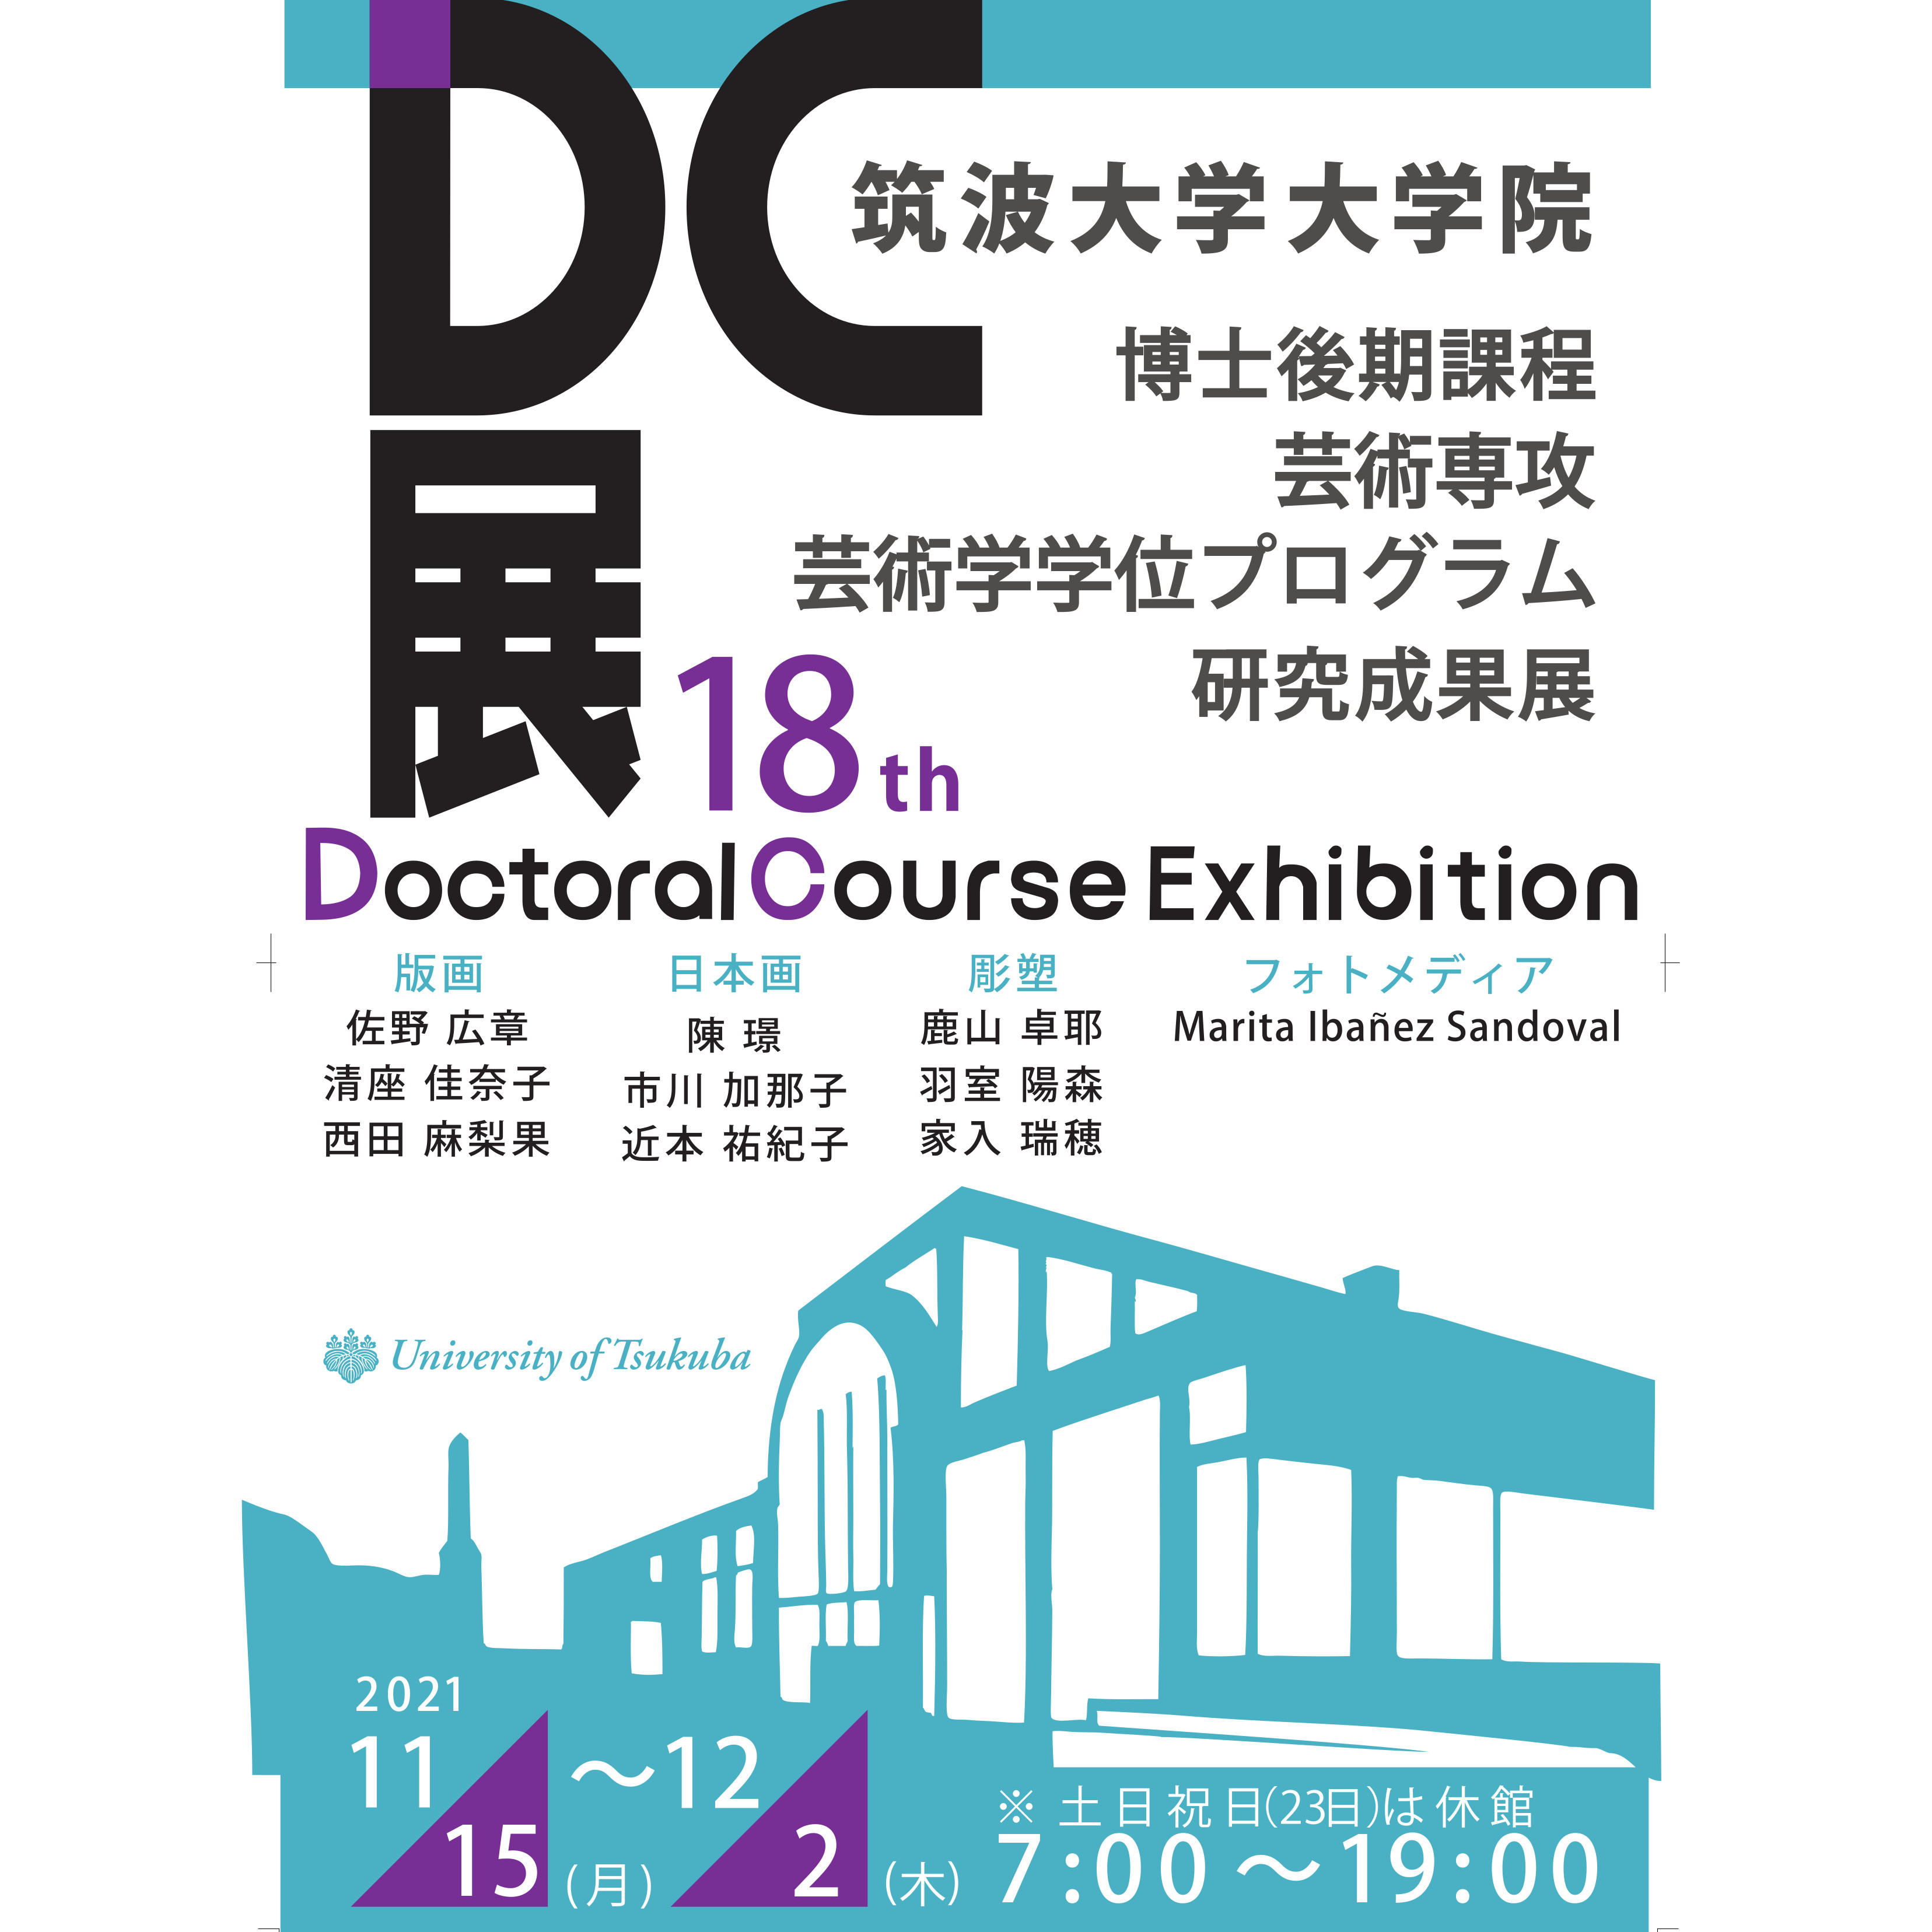 DC
展
筑波大学 大学院
博士後期課程
芸術専攻
芸術学学位プログラム
研究成果展
18th
Doctoral Course Exhibition
版画
佐野 広章
清座 佳奈子
西田 麻梨果
日本画
陳 璟
市川 加那子
近本 祐紀子
彫塑
鹿山 卓耶
羽室 陽森
家入 瑞穂
フォトメディア
Marita Ibañez Sandoval
University of Tsukuba
2021
11
15
(月)
～12
2
(木)
※土日祝日(23日)は休館
7:00～19:00